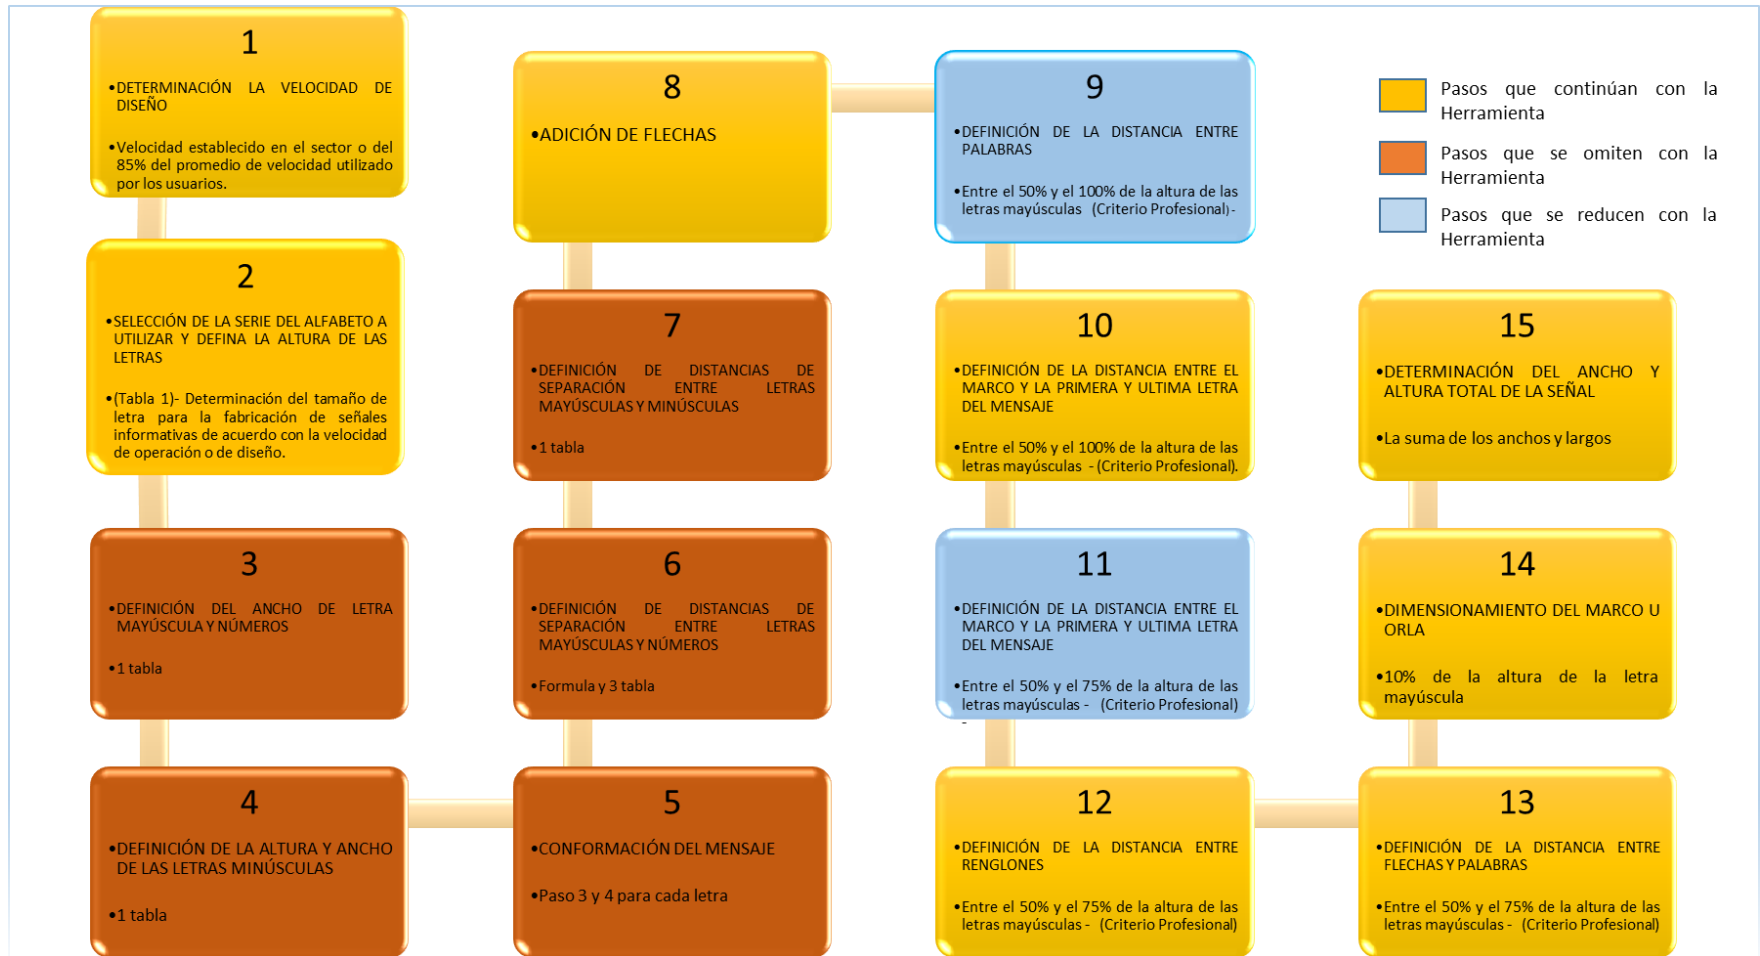 1
•DETERMINACIÓN LA VELOCIDAD DE
DISEÑO
•Velocidad establecido en el sector o del
85% del promedio de velocidad utilizado
por los usuarios.
2
•SELECCIÓN DE LA SERIE DEL ALFABETO A
UTILIZAR Y DEFINA LA ALTURA DE LAS
LETRAS
•(Tabla 1)- Determinación del tamaño de
letra para la fabricación de señales
informativas de acuerdo con la velocidad
de operación o de diseño.
3
•DEFINICIÓN DEL ANCHO DE LETRA
MAYÚSCULA Y NÚMEROS
•1 tabla
4
•DEFINICIÓN DE LA ALTURA Y ANCHO
DE LAS LETRAS MINÚSCULAS
•1 tabla
5
•CONFORMACIÓN DEL MENSAJE
•Paso 3 y 4 para cada letra
6
•DEFINICIÓN DE DISTANCIAS DE
SEPARACIÓN ENTRE LETRAS
MAYÚSCULAS Y NÚMEROS
•Formula y 3 tabla
7
•DEFINICIÓN DE DISTANCIAS DE
SEPARACIÓN ENTRE LETRAS
MAYÚSCULAS Y MINÚSCULAS
•1 tabla
8
•ADICIÓN DE FLECHAS
9
•DEFINICIÓN DE LA DISTANCIA ENTRE
PALABRAS
•Entre el 50% y el 100% de la altura de las
letras mayúsculas (Criterio Profesional) -
10
•DEFINICIÓN DE LA DISTANCIA ENTRE EL
MARCO Y LA PRIMERA Y ULTIMA LETRA
DEL MENSAJE
•Entre el 50% y el 100% de la altura de las
letras mayúsculas - (Criterio Profesional).
11
•DEFINICIÓN DE LA DISTANCIA ENTRE EL
MARCO Y LA PRIMERA Y ULTIMA LETRA
DEL MENSAJE
•Entre el 50% y el 75% de la altura de las
letras mayúsculas - (Criterio Profesional)
-
12
•DEFINICIÓN DE LA DISTANCIA ENTRE
RENGLONES
•Entre el 50% y el 75% de la altura de las
letras mayúsculas - (Criterio Profesional)
13
•DEFINICIÓN DE LA DISTANCIA ENTRE
FLECHAS Y PALABRAS
•Entre el 50% y el 75% de la altura de las
letras mayúsculas - (Criterio Profesional)
14
•DIMENSIONAMIENTO DEL MARCO U
ORLA
•10% de la altura de la letra
mayúscula
15
•DETERMINACIÓN DEL ANCHO Y
ALTURA TOTAL DE LA SEÑAL
•La suma de los anchos y largos
Pasos que continúan con la
Herramienta
Pasos que se omiten con la
Herramienta
Pasos que se reducen con la
Herramienta